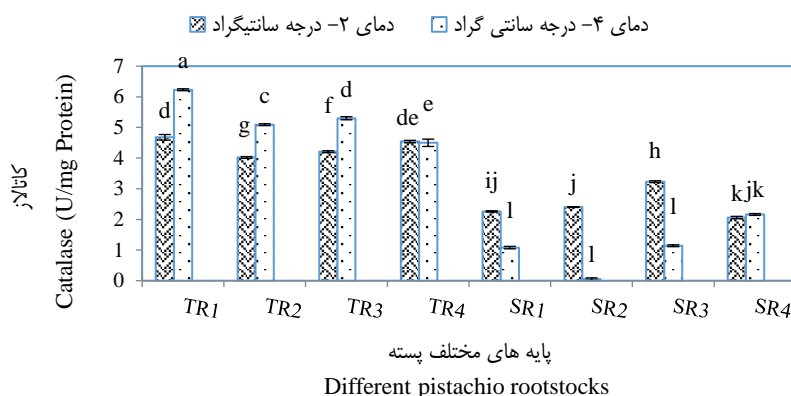 دمای ۲- درجه سانتیگراد دمای ۴- درجه سانتی گراد
کاتالاز
Catalase (U/mg Protein)
7
6
5
4
3
2
1
0
d a g c f d de e ij l j l h l k jk
TR1 TR2 TR3 TR4 SR1 SR2 SR3 SR4
پایه های مختلف پسته
Different pistachio rootstocks